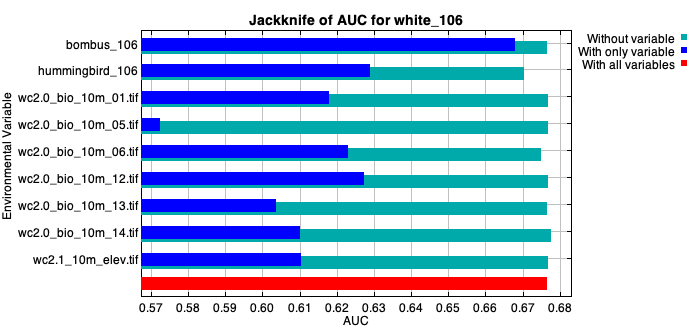 Jackknife of AUC for white_106
Environmental Variable
bombus_106
hummingbird_106
wc2.0_bio_10m_01.tif
wc2.0_bio_10m_05.tif
wc2.0_bio_10m_06.tif
wc2.0_bio_10m_12.tif
wc2.0_bio_10m_13.tif
wc2.0_bio_10m_14.tif
wc2.1_10m_elev.tif
0.57 0.58 0.59 0.60 0.61 0.62 0.63 0.64 0.65 0.66 0.67 0.68
AUC
Without variable
With only variable
With all variables